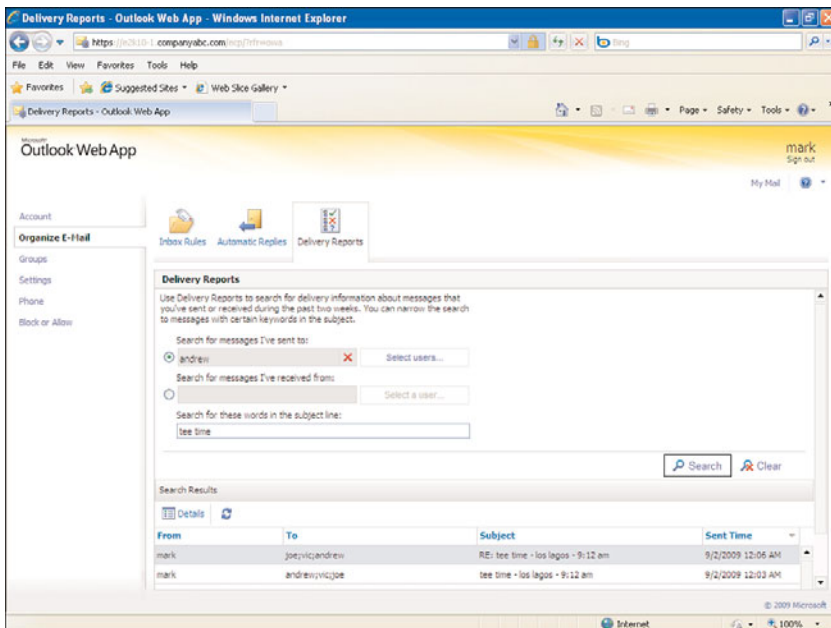 Delivery Reports - Outlook Web App - Windows Internet Explorer
https://e2k10-1.companyabc.com/ecp/?rfr=owa
Bing
File Edit View Favorites Tools Help
Favorites Suggested Sites Web Slice Gallery
Delivery Reports - Outlook Web App
Page Safety Tools
Microsoft
Outlook Web App
mark
Sign out
My Mail
Account
Organize E-Mail
Groups
Settings
Phone
Block or Allow
Inbox Rules Automatic Replies Delivery Reports
Delivery Reports
Use Delivery Reports to search for delivery information about messages that
you've sent or received during the past two weeks. You can narrow the search
to messages with certain keywords in the subject.
Search for messages I've sent to:
andrew Select users...
Search for messages I've received from:
Select a user...
Search for these words in the subject line:
tee time
Search Clear
Search Results
Details
From To Subject Sent Time
mark joe;vic;andrew RE: tee time - los lagos - 9:12 am 9/2/2009 12:06 AM
mark andrew;vic;joe tee time - los lagos - 9:12 am 9/2/2009 12:03 AM
© 2009 Microsoft
Internet 100%